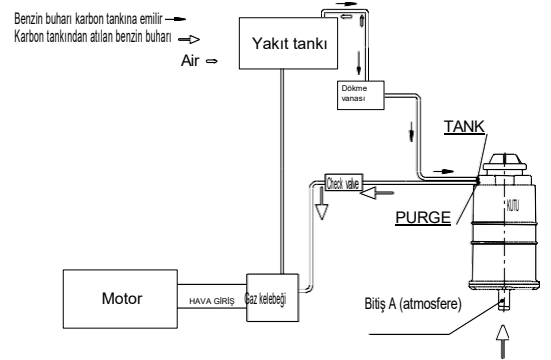 Benzin buharı karbon tankına emilir
Karbon tankından atılan benzin buharı
Air
Yakıt tankı
Dökme
vanası
TANK
Check valve
KUTU
PURGE
Motor
HAVA GİRİŞ
Gaz kelebeği
Bitiş A (atmosfere)